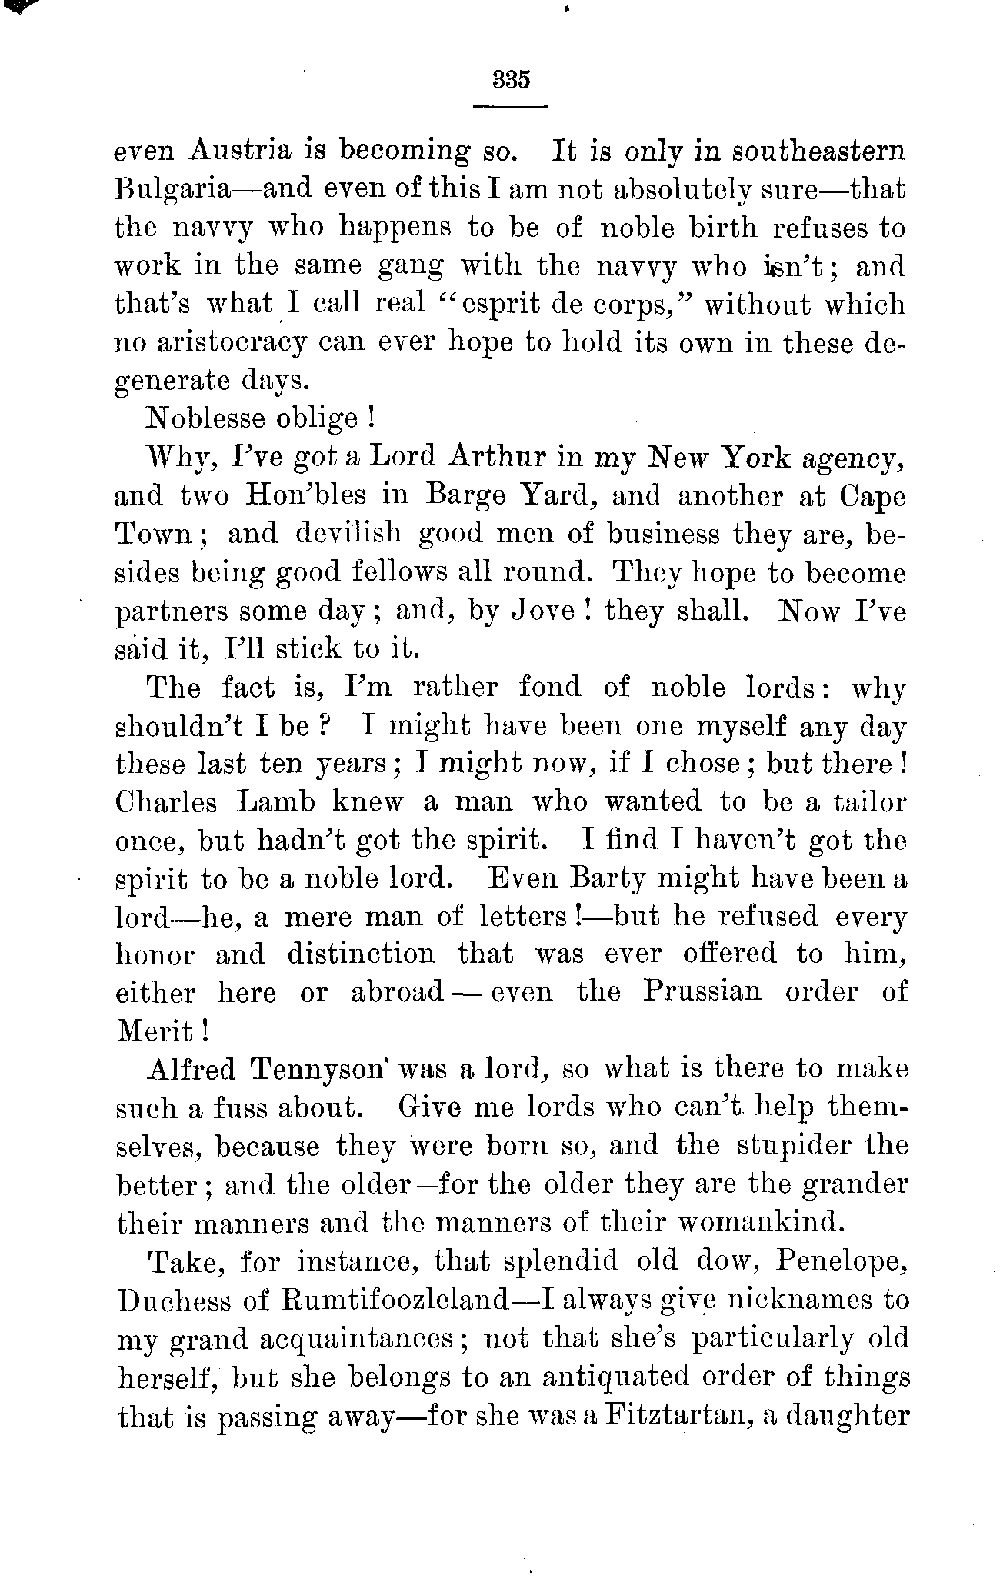 335
even Austria is becoming so. It is only in southeastern
Bulgaria—and even of this I am not absolutely sure—that
the navvy who happens to be of noble birth refuses to
work in the same gang with the navvy who isn't; and
that's what I call real "esprit de corps," without which
no aristocracy can ever hope to hold its own in these de-
generate days.
Noblesse oblige!
Why, I've got a Lord Arthur in my New York agency,
and two Hon'bles in Barge Yard, and another at Cape
Town; and devilish good men of business they are, be-
sides being good fellows all round. They hope to become
partners some day; and, by Jove! they shall. Now I've
said it, I'll stick to it.
The fact is, I'm rather fond of noble lords: why
shouldn't I be? I might have been one myself any day
these last ten years; I might now, if I chose; but there!
Charles Lamb knew a man who wanted to be a tailor
once, but hadn't got the spirit. I find I haven't got the
spirit to be a noble lord. Even Barty might have been a
lord—he, a mere man of letters!—but he refused every
honor and distinction that was ever offered to him,
either here or abroad—even the Prussian order of
Merit!
Alfred Tennyson was a lord, so what is there to make
such a fuss about. Give me lords who can't help them-
selves, because they were born so, and the stupider the
better; and the older—for the older they are the grander
their manners and the manners of their womankind.
Take, for instance, that splendid old dow, Penelope,
Duchess of Rumtifoozleland—I always give nicknames to
my grand acquaintances; not that she's particularly old
herself, but she belongs to an antiquated order of things
that is passing away—for she was a Fitztartan, a daughter